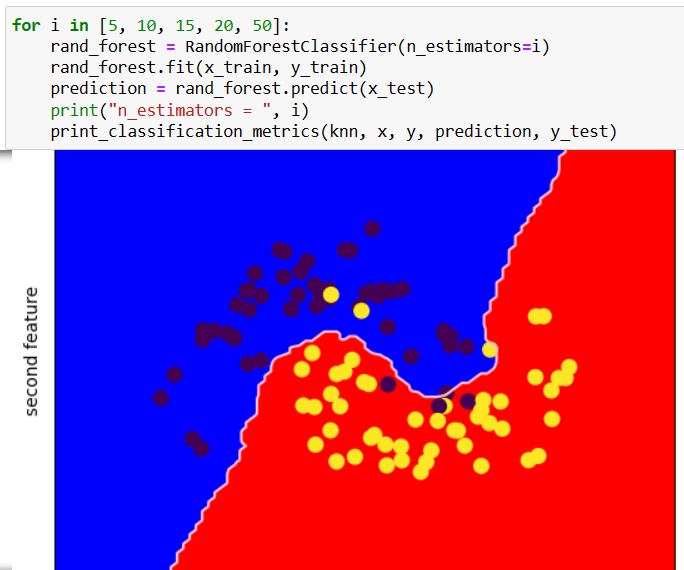 for i in [5, 10, 15, 20, 50]:
    rand_forest = RandomForestClassifier(n_estimators=i)
    rand_forest.fit(x_train, y_train)
    prediction = rand_forest.predict(x_test)
    print("n_estimators = ", i)
    print_classification_metrics(knn, x, y, prediction, y_test)
second feature